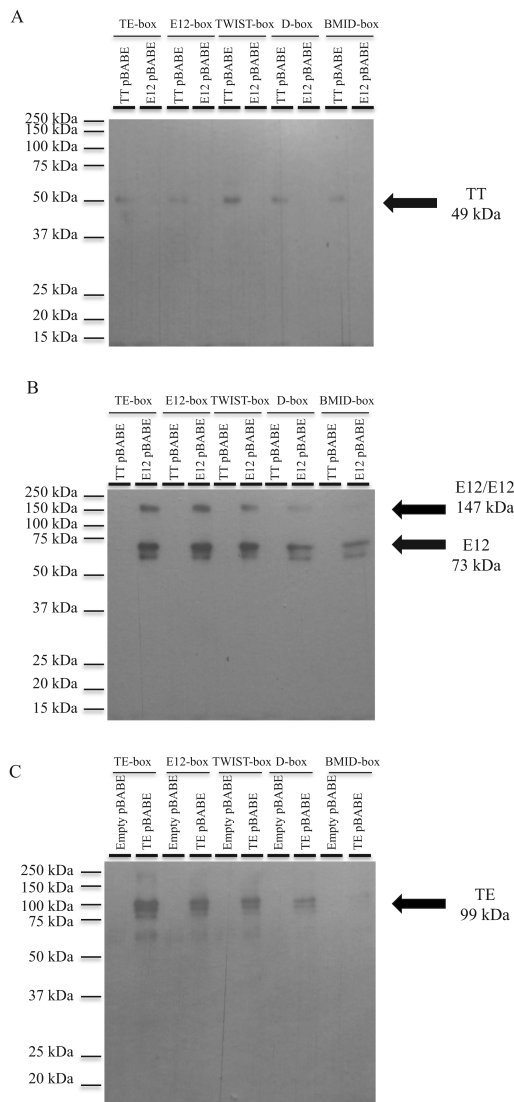 A
TE-box E12-box TWIST-box D-box BMID-box
TT pBABE E12 pBABE TT pBABE E12 pBABE TT pBABE E12 pBABE TT pBABE E12 pBABE TT pBABE E12 pBABE
250 kDa
150 kDa
100 kDa
75 kDa
50 kDa
37 kDa
25 kDa
20 kDa
15 kDa
TT
49 kDa
B
TE-box E12-box TWIST-box D-box BMID-box
TT pBABE E12 pBABE TT pBABE E12 pBABE TT pBABE E12 pBABE TT pBABE E12 pBABE TT pBABE E12 pBABE
250 kDa
150 kDa
100 kDa
75 kDa
50 kDa
37 kDa
25 kDa
20 kDa
15 kDa
E12/E12
147 kDa
E12
73 kDa
C
TE-box E12-box TWIST-box D-box BMID-box
Empty pBABE TE pBABE Empty pBABE TE pBABE Empty pBABE TE pBABE Empty pBABE TE pBABE Empty pBABE TE pBABE
250 kDa
150 kDa
100 kDa
75 kDa
50 kDa
37 kDa
25 kDa
20 kDa
TE
99 kDa